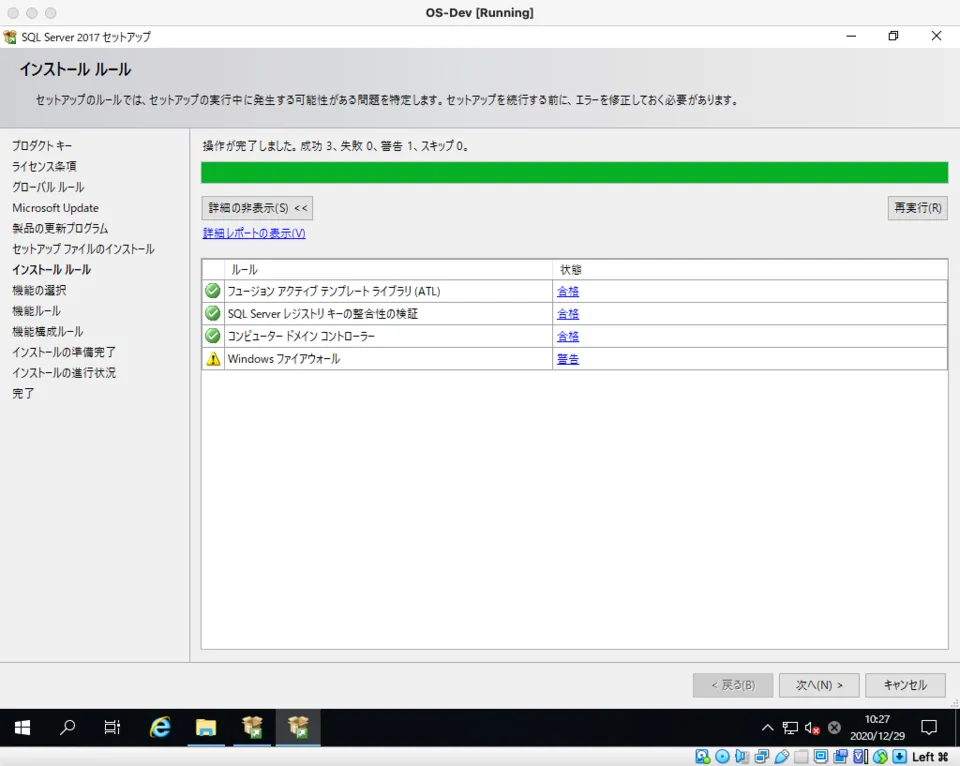 OS-Dev [Running]
SQL Server 2017 セットアップ
インストール ルール
セットアップのルールでは、セットアップの実行中に発生する可能性がある問題を特定します。セットアップを続行する前に、エラーを修正しておく必要があります。
プロダクト キー
ライセンス条項
グローバル ルール
Microsoft Update
製品の更新プログラム
セットアップ ファイルのインストール
インストール ルール
機能の選択
機能ルール
機能構成ルール
インストールの準備完了
インストールの進行状況
完了
操作が完了しました。成功 3、失敗 0、警告 1、スキップ 0。
詳細の非表示(S) <<
再実行(R)
詳細レポートの表示(V)
ルール 状態
フュージョン アクティブ テンプレート ライブラリ (ATL) 合格
SQL Server レジストリ キーの整合性の検証 合格
コンピューター ドメイン コントローラー 合格
Windows ファイアウォール 警告
< 戻る(B) 次へ(N) > キャンセル
10:27
2020/12/29
Left ⌘